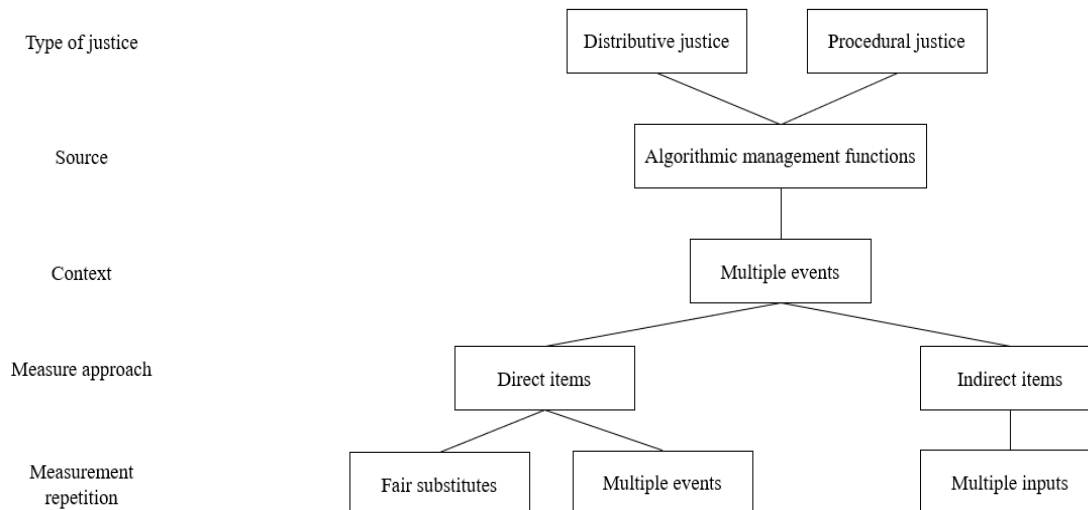 Type of justice
Distributive justice
Procedural justice
Source
Algorithmic management functions
Context
Multiple events
Measure approach
Direct items
Indirect items
Measurement
repetition
Fair substitutes
Multiple events
Multiple inputs